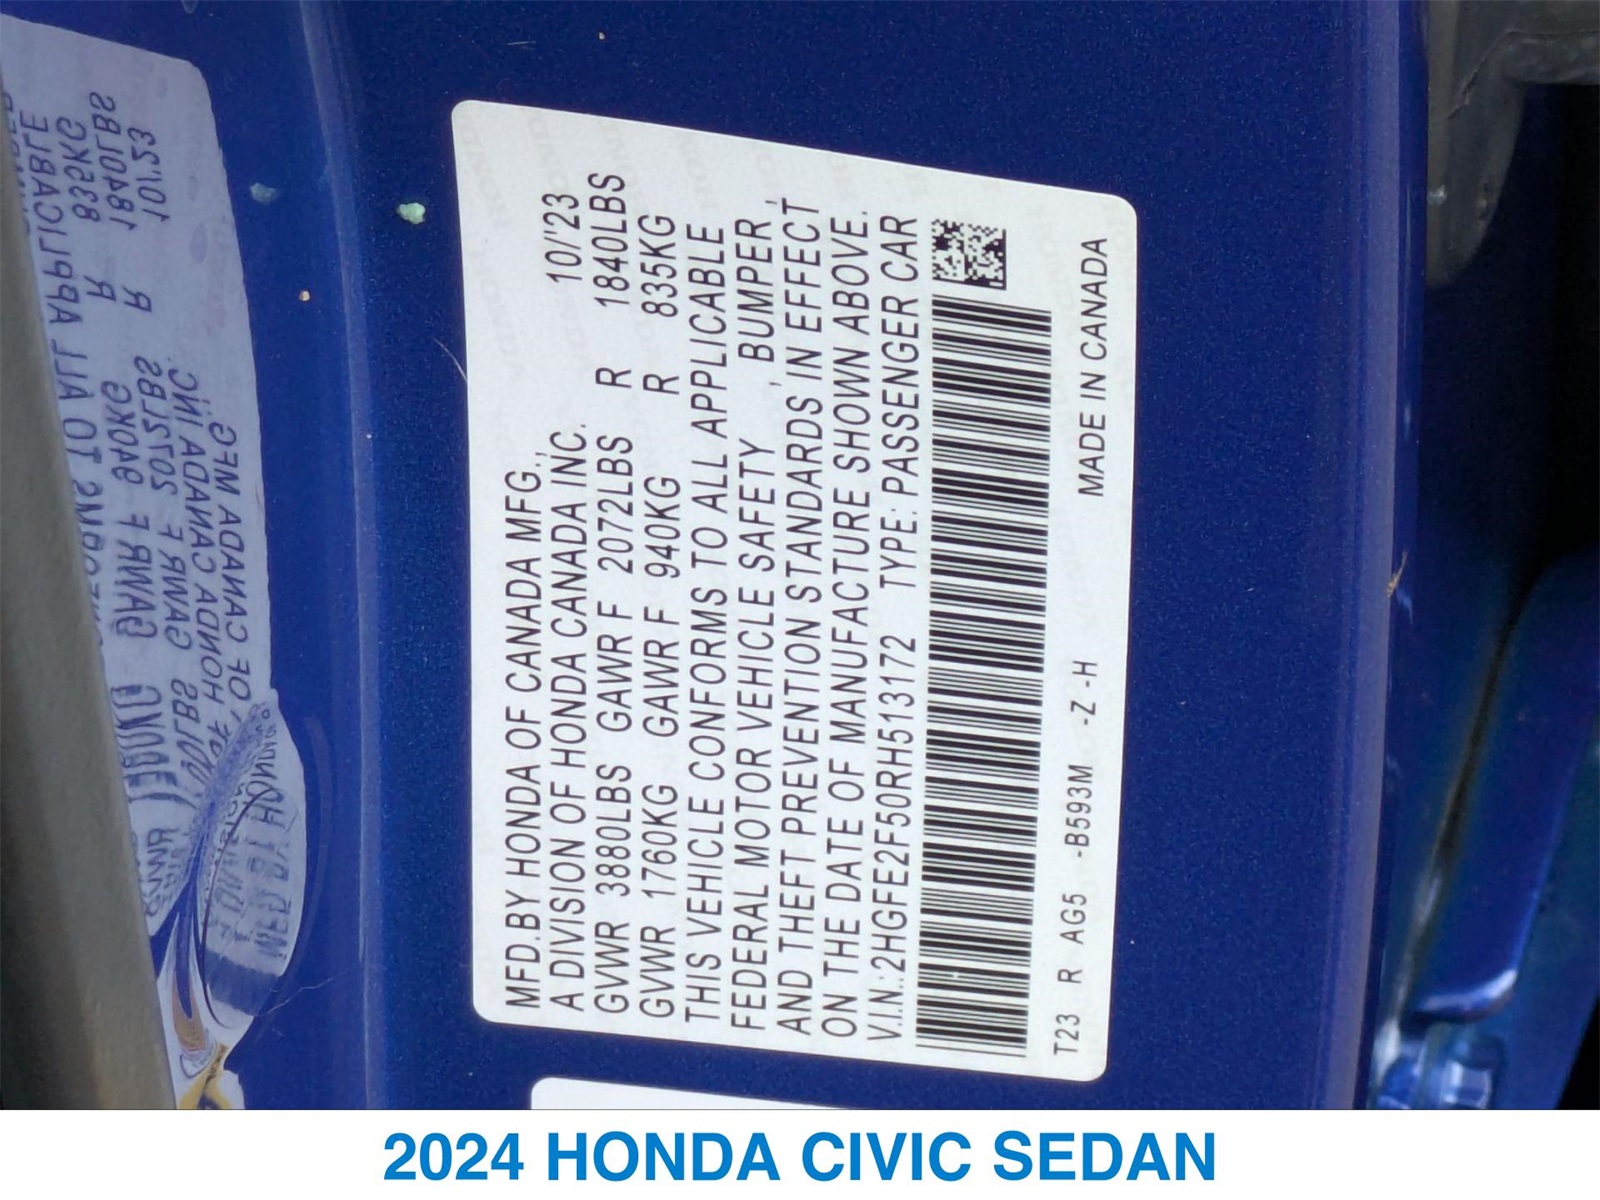 MFD.BY HONDA OF CANADA MFG., 10/'23
A DIVISION OF HONDA CANADA INC.
GVWR 3880LBS GAWR F 2072LBS R 1840LBS
GVWR 1760KG GAWR F 940KG R 835KG
THIS VEHICLE CONFORMS TO ALL APPLICABLE
FEDERAL MOTOR VEHICLE SAFETY , BUMPER ,
AND THEFT PREVENTION STANDARDS IN EFFECT
ON THE DATE OF MANUFACTURE SHOWN ABOVE.
V.I.N.:2HGFE2F50RH513172 TYPE: PASSENGER CAR
T23 R AG5 -B593M -Z -H MADE IN CANADA
2024 HONDA CIVIC SEDAN